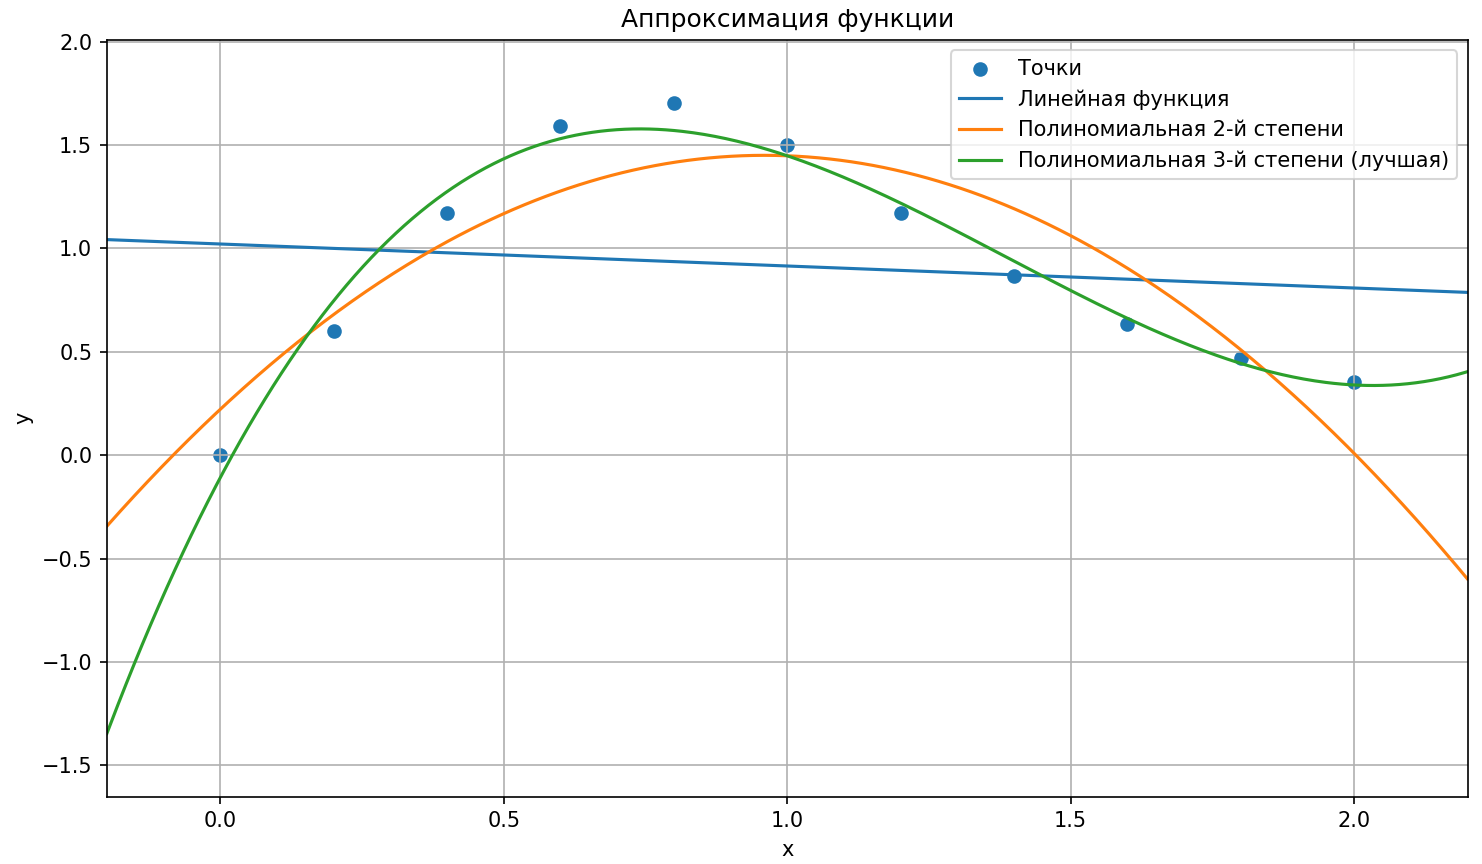 Аппроксимация функции
Точки
Линейная функция
Полиномиальная 2-й степени
Полиномиальная 3-й степени (лучшая)
y
2.0
1.5
1.0
0.5
0.0
−0.5
−1.0
−1.5
0.0 0.5 1.0 1.5 2.0
x